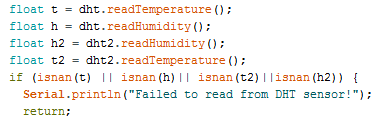 float t = dht.readTemperature();
float h = dht.readHumidity();
float h2 = dht2.readHumidity();
float t2 = dht2.readTemperature();
if (isnan(t) || isnan(h)|| isnan(t2)||isnan(h2)) {
  Serial.println("Failed to read from DHT sensor!");
  return;